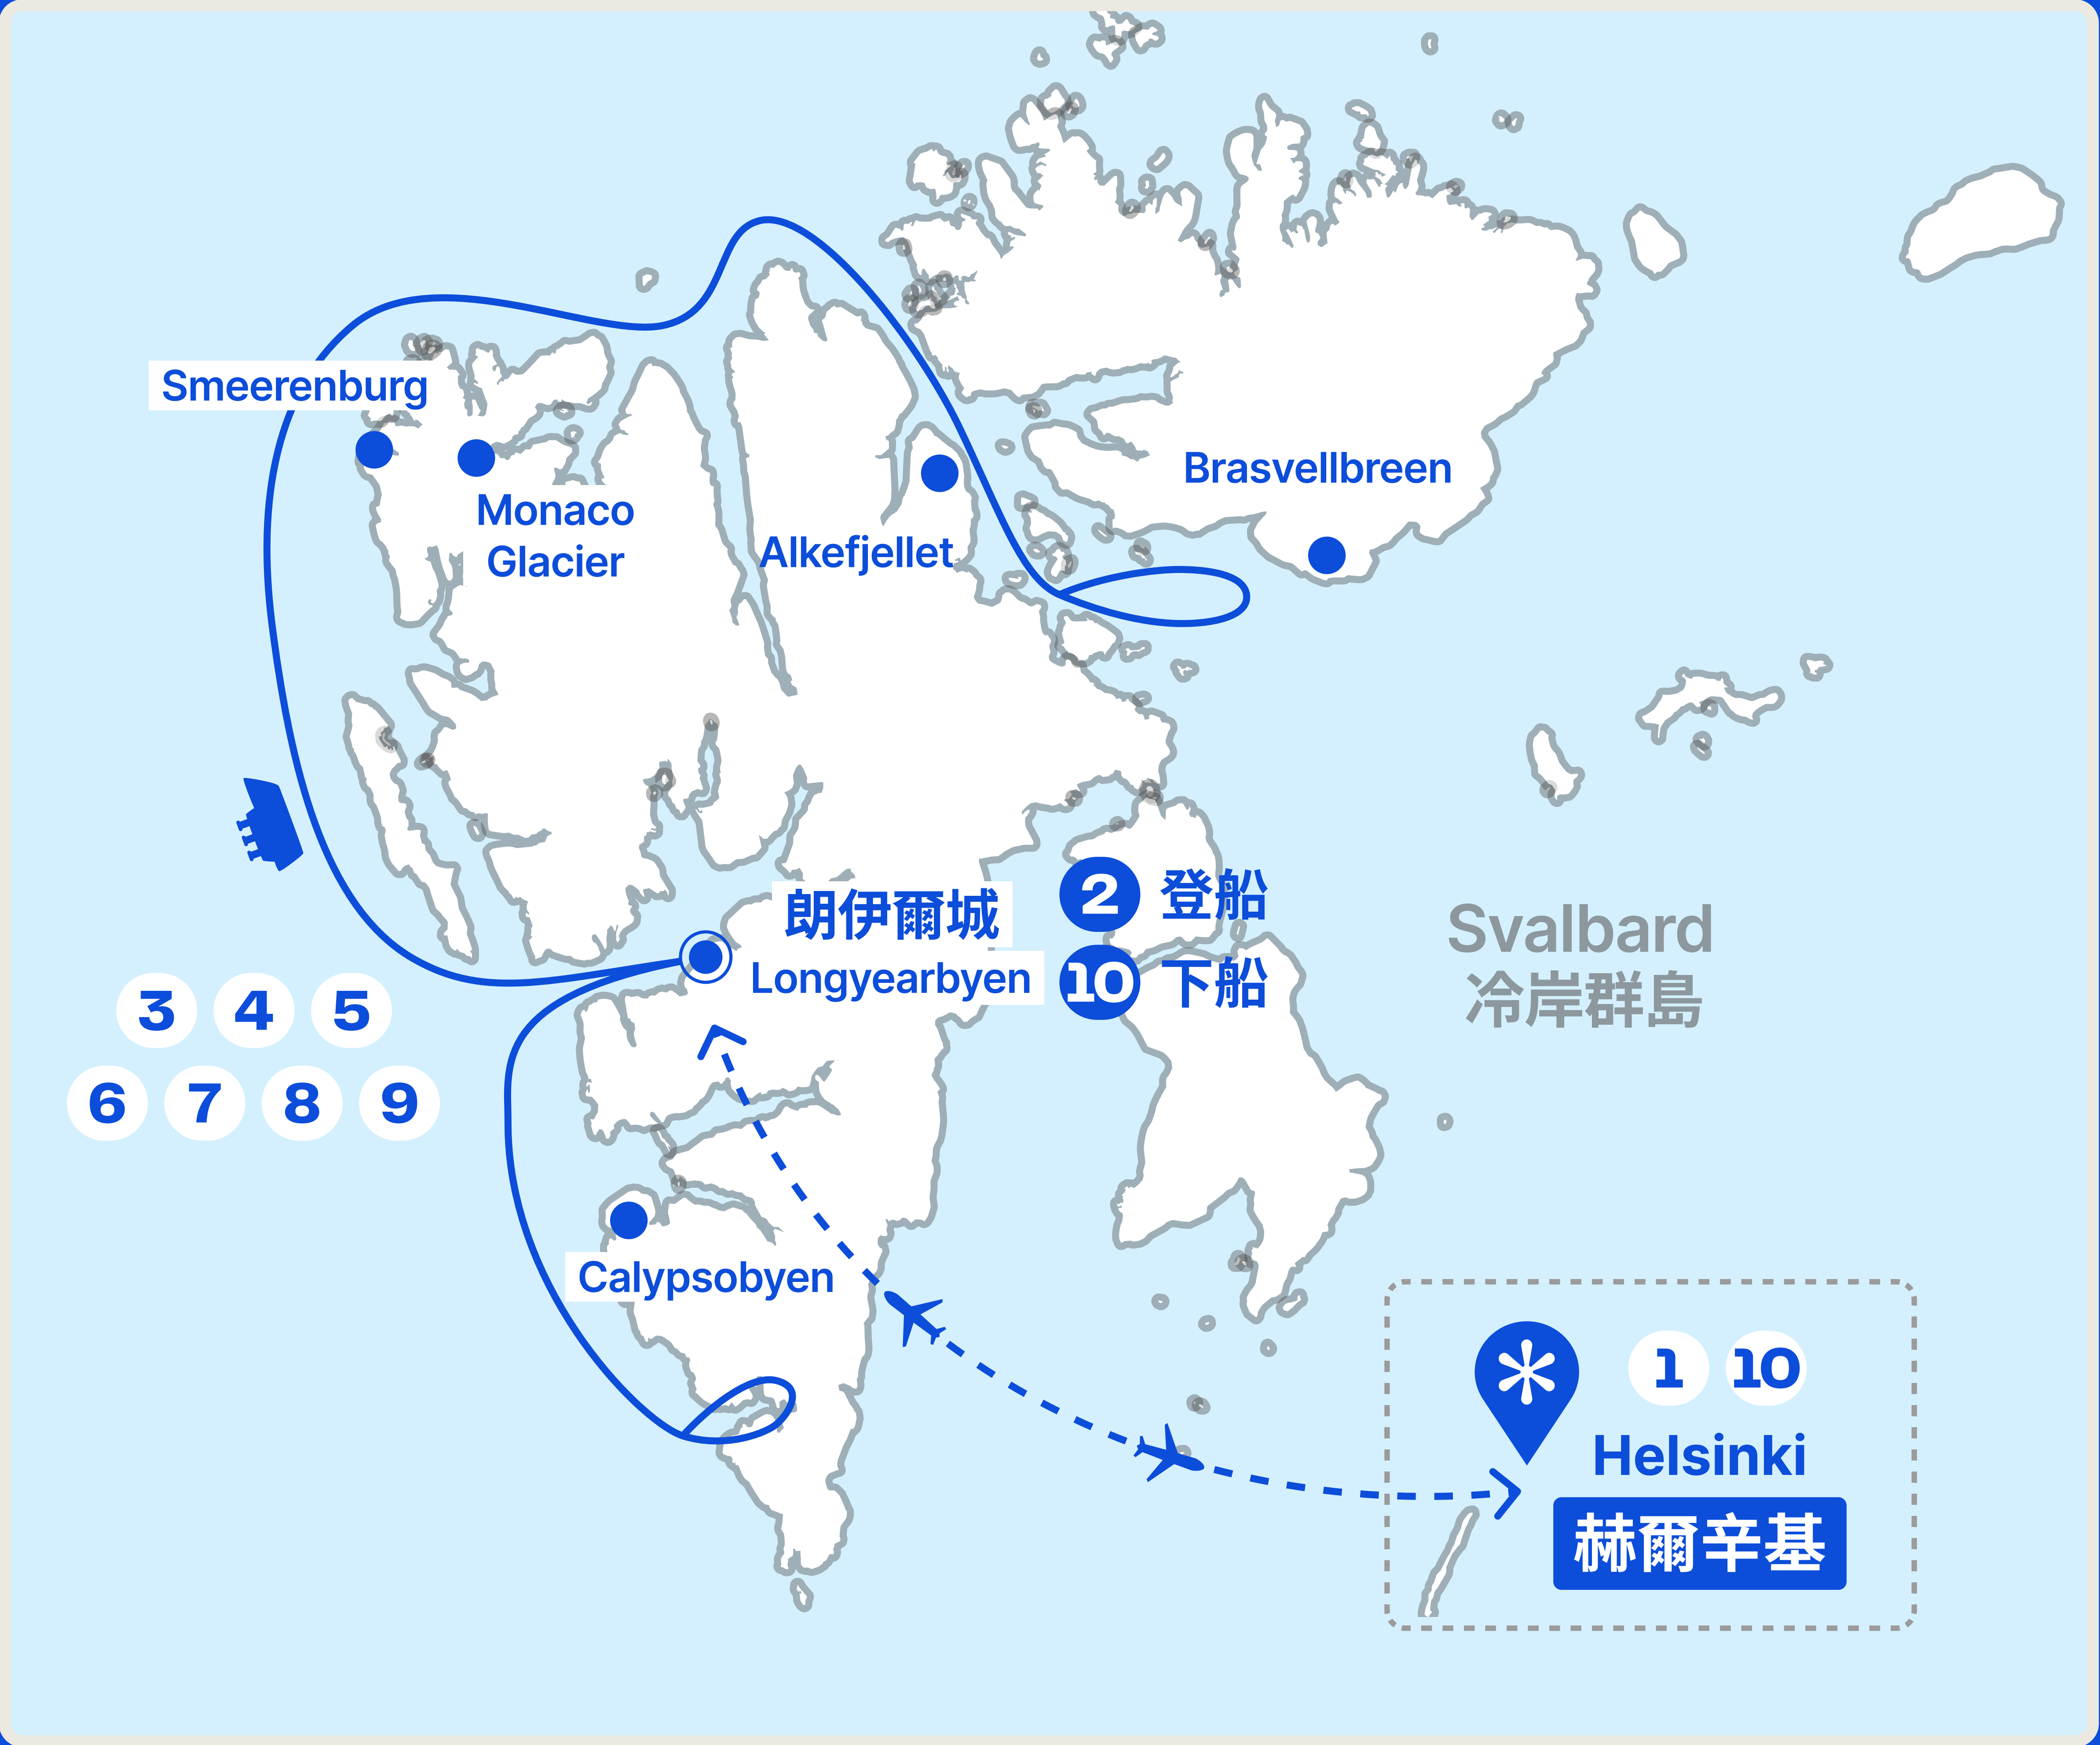 Smeerenburg
Monaco
Glacier
Alkefjellet
Brasvellbreen
朗伊爾城
Longyearbyen
2 登船
10 下船
Svalbard
冷岸群島
3 4 5
6 7 8 9
Calypsobyen
1 10
Helsinki
赫爾辛基